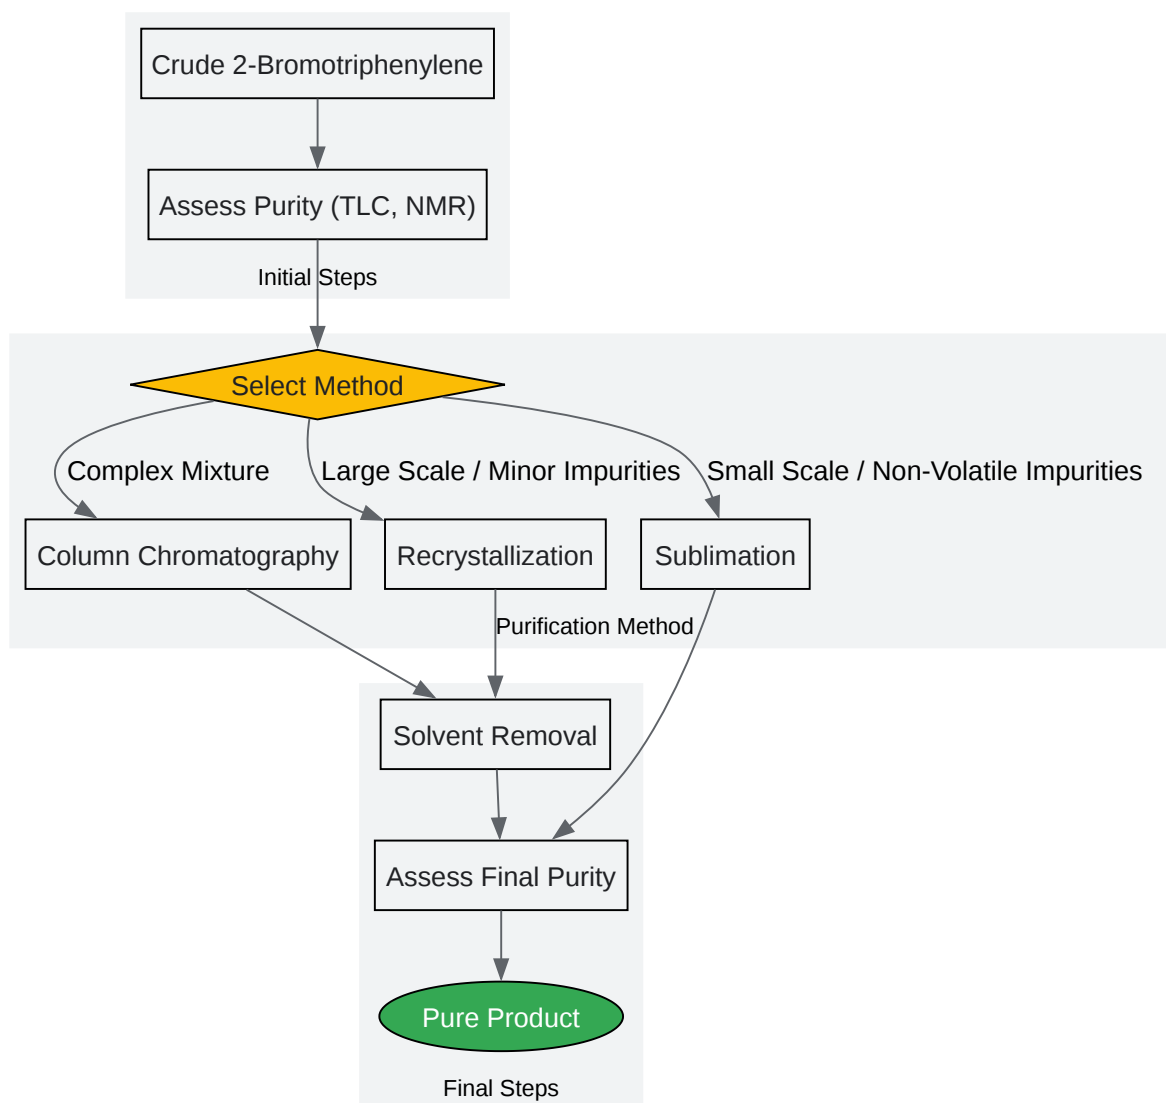 Crude 2-Bromotriphenylene
Assess Purity (TLC, NMR)
Initial Steps
Select Method
Complex Mixture
Large Scale / Minor Impurities
Small Scale / Non-Volatile Impurities
Column Chromatography
Recrystallization
Sublimation
Purification Method
Solvent Removal
Assess Final Purity
Pure Product
Final Steps